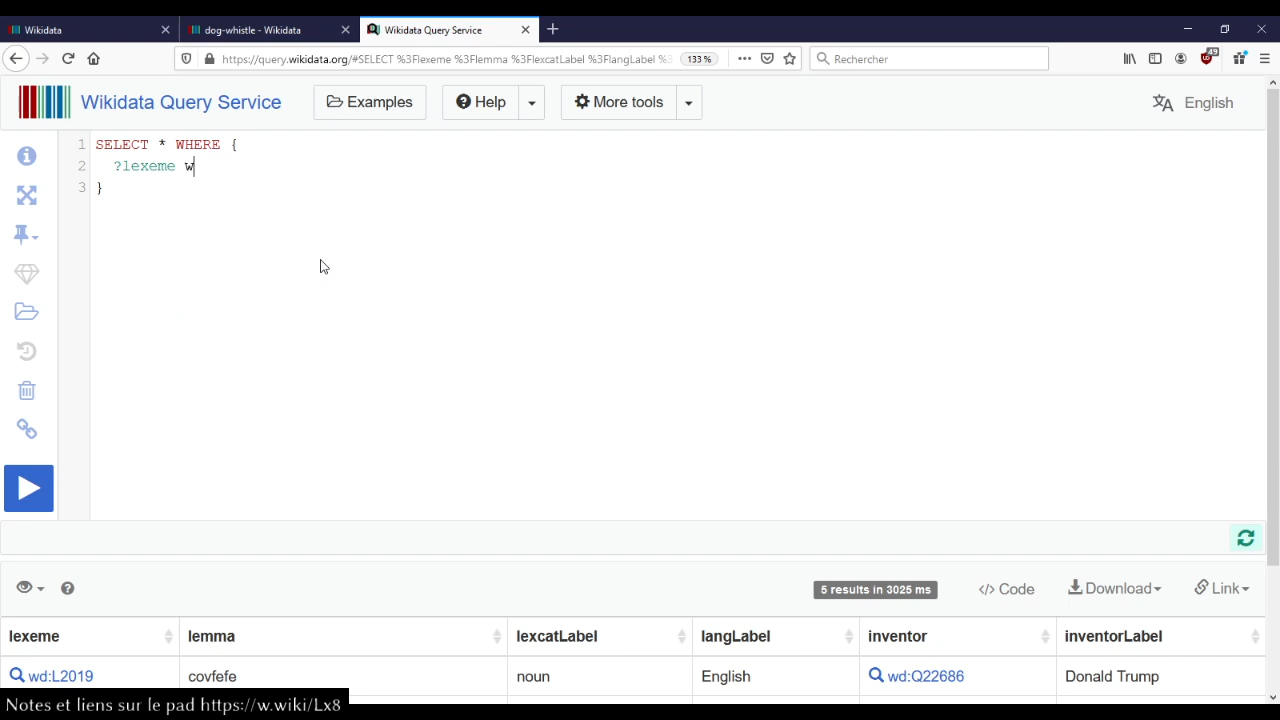 Wikidata
dog-whistle - Wikidata
Wikidata Query Service
https://query.wikidata.org/#SELECT %3Flexeme %3Flemma %3FlexcatLabel %3FlangLabel %3
133 %
Rechercher
49
Wikidata Query Service
Examples
Help
More tools
English
1 SELECT * WHERE {
2 ?lexeme w
3 }
5 results in 3025 ms
</> Code
Download
Link
lexeme lemma lexcatLabel langLabel inventor inventorLabel
wd:L2019 covfefe noun English wd:Q22686 Donald Trump
Notes et liens sur le pad https://w.wiki/Lx8